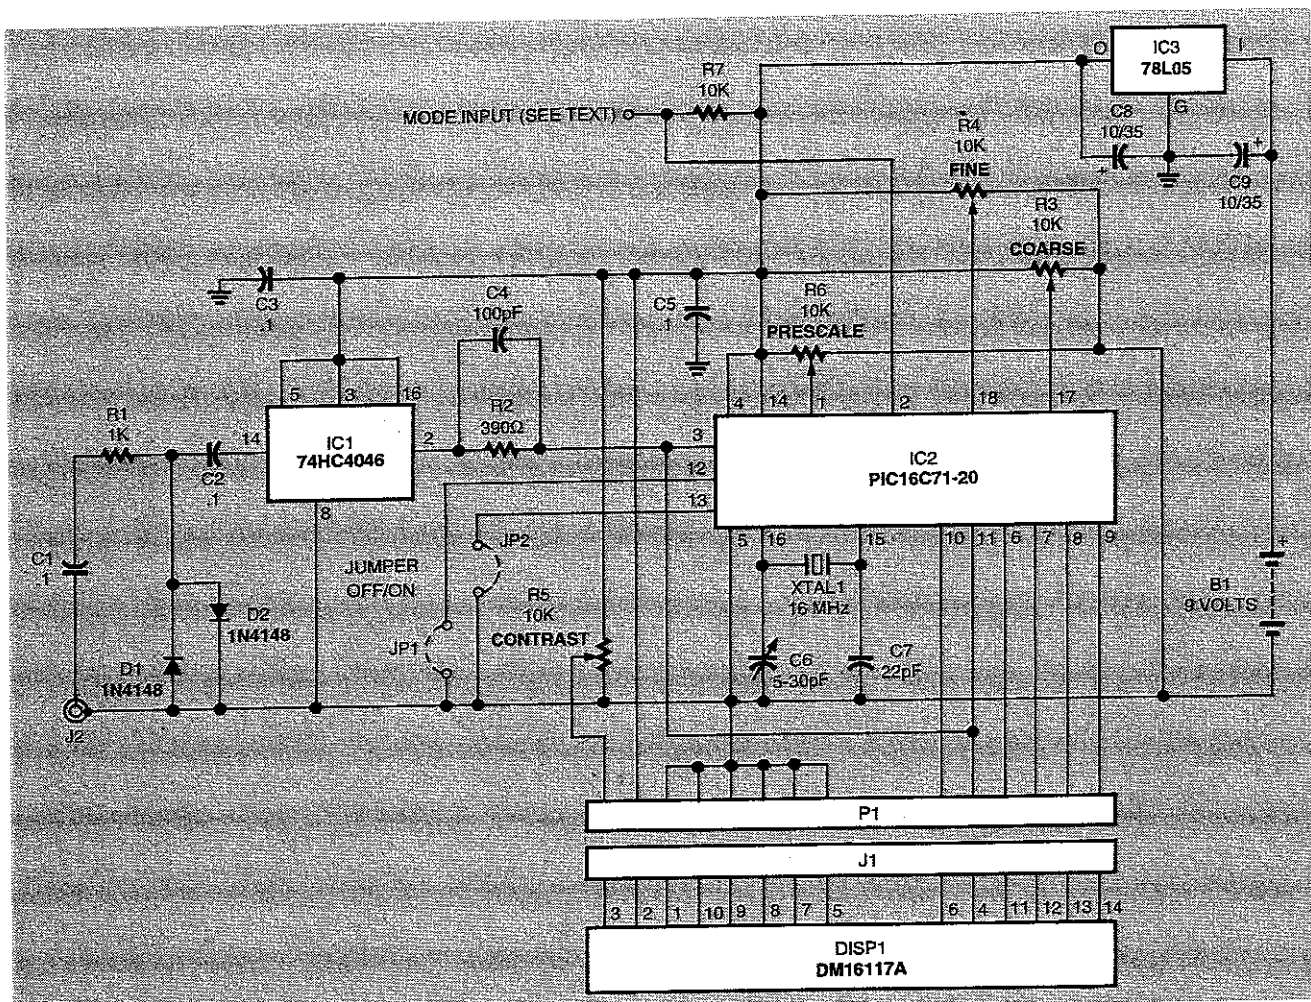 IC3
78L05
O
I
G
R7
10K
MODE INPUT (SEE TEXT)
C8
10/35
+
C9
10/35
+
R4
10K
FINE
R3
10K
COARSE
C3
.1
C4
100pF
C5
.1
R6
10K
PRESCALE
5
3
16
4
14
1
2
18
17
R1
1K
14
C2
.1
IC1
74HC4046
2
8
R2
390Ω
3
12
13
IC2
PIC16C71-20
5
16
15
10
11
6
7
8
9
C1
.1
D2
1N4148
D1
1N4148
J2
JUMPER
OFF/ON
JP1
JP2
R5
10K
CONTRAST
XTAL1
16 MHz
C6
5-30pF
C7
22pF
B1
9 VOLTS
+
P1
J1
3
2
1
10
9
8
7
5
6
4
11
12
13
14
DISP1
DM16117A